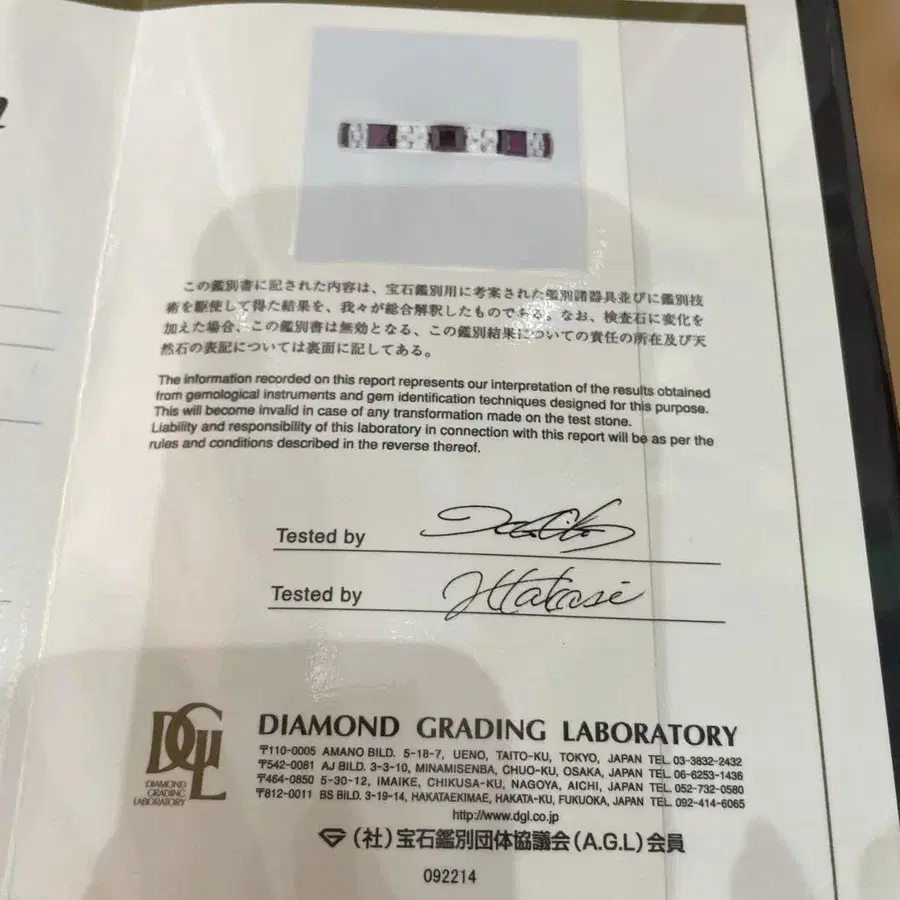 この鑑別書に記された内容は、宝石鑑別用に考案された鑑別諸器具並びに鑑別技
術を駆使して得た結果を、我々が総合解釈したものである。なお、検査石に変化を
加えた場合、この鑑別書は無効となる、この鑑別結果についての責任の所在及び天
然石の表記については裏面に記してある。
The information recorded on this report represents our interpretation of the results obtained
from gemological instruments and gem identification techniques designed for this purpose.
This will become invalid in case of any transformation made on the test stone.
Liability and responsibility of this laboratory in connection with this report will be as per the
rules and conditions described in the reverse thereof.
Tested by
Tested by
DGL
DIAMOND
GRADING
LABORATORY
DIAMOND GRADING LABORATORY
〒110-0005 AMANO BILD. 5-18-7, UENO, TAITO-KU, TOKYO, JAPAN TEL. 03-3832-2432
〒542-0081 AJ BILD. 3-3-10, MINAMISENBA, CHUO-KU, OSAKA, JAPAN TEL. 06-6253-1436
〒464-0850 5-30-12, IMAIKE, CHIKUSA-KU, NAGOYA, AICHI, JAPAN TEL. 052-732-0580
〒812-0011 BS BILD. 3-19-14, HAKATAEKIMAE, HAKATA-KU, FUKUOKA, JAPAN TEL. 092-414-6065
http://www.dgl.co.jp
(社)宝石鑑別団体協議会(A.G.L)会員
092214